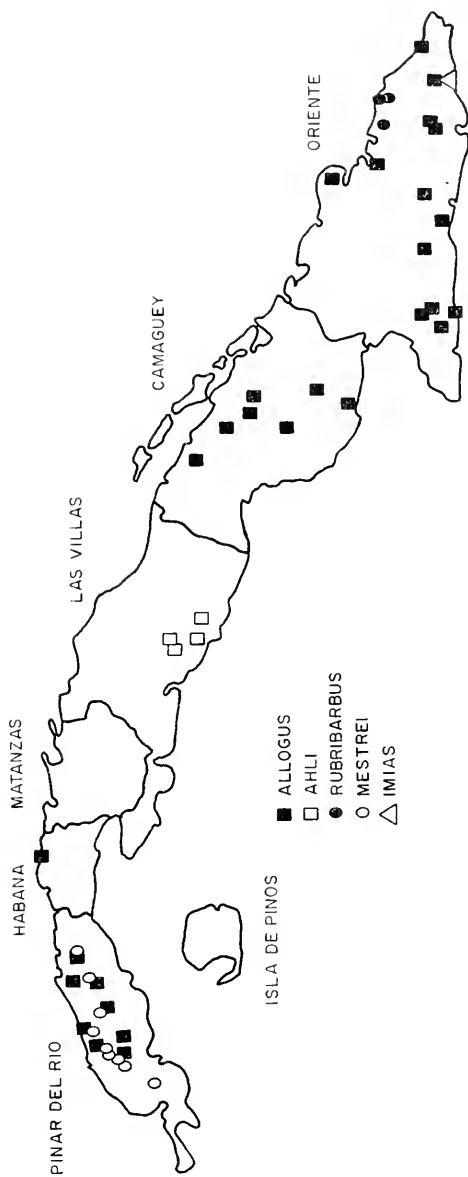 PINAR DEL RIO
HABANA
MATANZAS
LAS VILLAS
CAMAGUEY
ORIENTE
ISLA DE PINOS
ALLOGUS
AHLI
RUBRIBARBUS
MESTREI
IMIAS